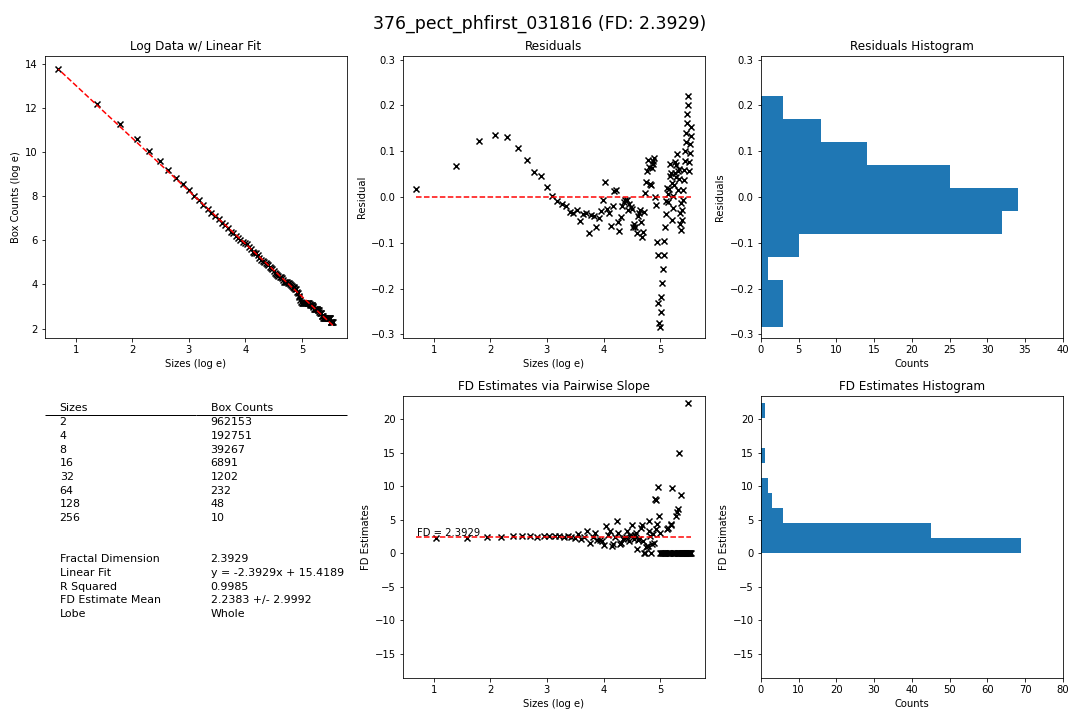 376_pect_phfirst_031816 (FD: 2.3929)
Log Data w/ Linear Fit
14
12
10
8
6
4
2
1 2 3 4 5
Box Counts (log e)
Sizes (log e)
Residuals
0.3
0.2
0.1
0.0
−0.1
−0.2
−0.3
1 2 3 4 5
Residual
Sizes (log e)
Residuals Histogram
0.3
0.2
0.1
0.0
−0.1
−0.2
−0.3
0 5 10 15 20 25 30 35 40
Residuals
Counts
Sizes Box Counts
2 962153
4 192751
8 39267
16 6891
32 1202
64 232
128 48
256 10
Fractal Dimension 2.3929
Linear Fit y = -2.3929x + 15.4189
R Squared 0.9985
FD Estimate Mean 2.2383 +/- 2.9992
Lobe Whole
FD Estimates via Pairwise Slope
20
15
10
5
0
−5
−10
−15
FD = 2.3929
1 2 3 4 5
FD Estimates
Sizes (log e)
FD Estimates Histogram
20
15
10
5
0
−5
−10
−15
0 10 20 30 40 50 60 70 80
FD Estimates
Counts